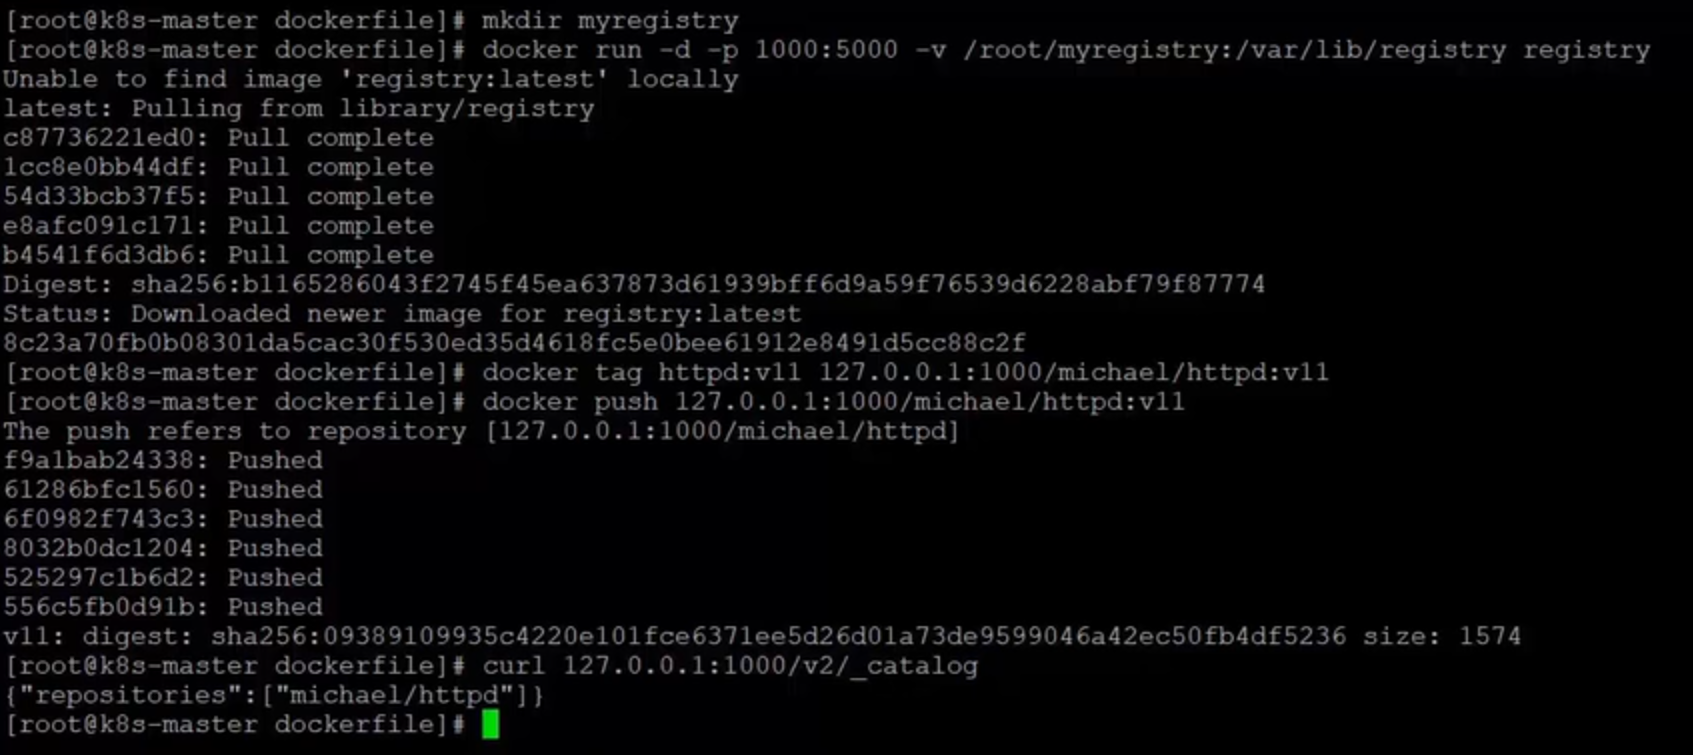 [root@k8s-master dockerfile]# mkdir myregistry
[root@k8s-master dockerfile]# docker run -d -p 1000:5000 -v /root/myregistry:/var/lib/registry registry
Unable to find image 'registry:latest' locally
latest: Pulling from library/registry
c87736221ed0: Pull complete
1cc8e0bb44df: Pull complete
54d33bcb37f5: Pull complete
e8afc091c171: Pull complete
b4541f6d3db6: Pull complete
Digest: sha256:b1165286043f2745f45ea637873d61939bff6d9a59f76539d6228abf79f87774
Status: Downloaded newer image for registry:latest
8c23a70fb0b08301da5cac30f530ed35d4618fc5e0bee61912e8491d5cc88c2f
[root@k8s-master dockerfile]# docker tag httpd:v11 127.0.0.1:1000/michael/httpd:v11
[root@k8s-master dockerfile]# docker push 127.0.0.1:1000/michael/httpd:v11
The push refers to repository [127.0.0.1:1000/michael/httpd]
f9a1bab24338: Pushed
61286bfc1560: Pushed
6f0982f743c3: Pushed
8032b0dc1204: Pushed
525297c1b6d2: Pushed
556c5fb0d91b: Pushed
v11: digest: sha256:09389109935c4220e101fce6371ee5d26d01a73de9599046a42ec50fb4df5236 size: 1574
[root@k8s-master dockerfile]# curl 127.0.0.1:1000/v2/_catalog
{"repositories":["michael/httpd"]}
[root@k8s-master dockerfile]#